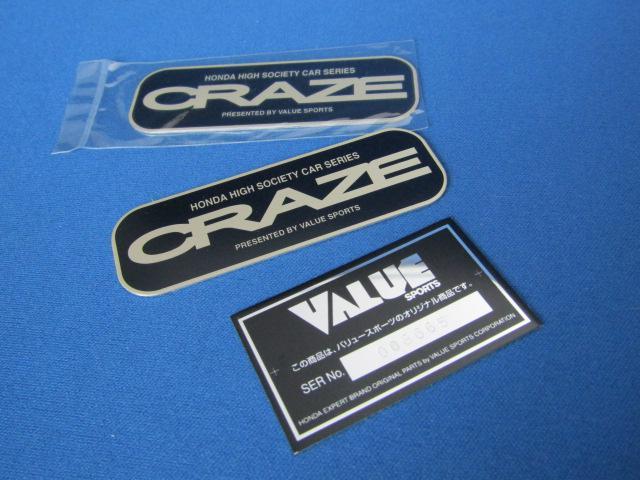 HONDA HIGH SOCIETY CAR SERIES
CRAZE
PRESENTED BY VALUE SPORTS
HONDA HIGH SOCIETY CAR SERIES
CRAZE
PRESENTED BY VALUE SPORTS
VALUE
SPORTS
この商品は、バリュースポーツのオリジナル商品です。
SER No.
HONDA EXPERT BRAND ORIGINAL PARTS by VALUE SPORTS CORPORATION